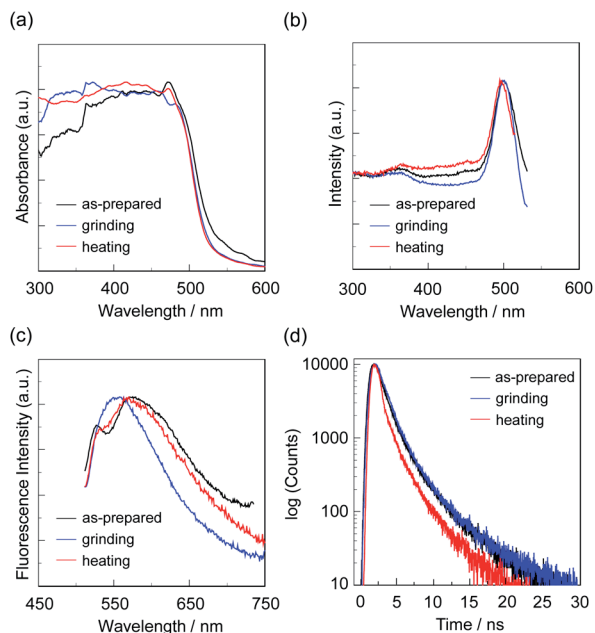 (a)
Absorbance (a.u.)
as-prepared
grinding
heating
300
400
500
600
Wavelength / nm
(b)
Intensity (a.u.)
as-prepared
grinding
heating
300
400
500
600
Wavelength / nm
(c)
Fluorescence Intensity (a.u.)
as-prepared
grinding
heating
450
550
650
750
Wavelength / nm
(d)
log (Counts)
10000
1000
100
10
as-prepared
grinding
heating
0
5
10
15
20
25
30
Time / ns